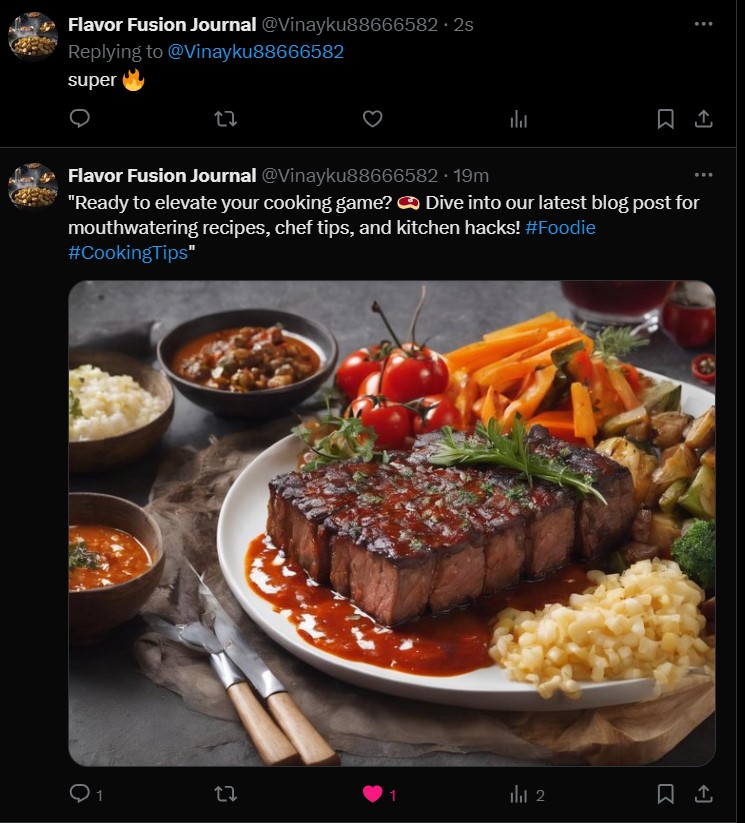 Flavor Fusion Journal @Vinayku88666582 · 2s
Replying to @Vinayku88666582
super 🔥
Flavor Fusion Journal @Vinayku88666582 · 19m
"Ready to elevate your cooking game? 🥩 Dive into our latest blog post for
mouthwatering recipes, chef tips, and kitchen hacks! #Foodie
#CookingTips"
1 1 2